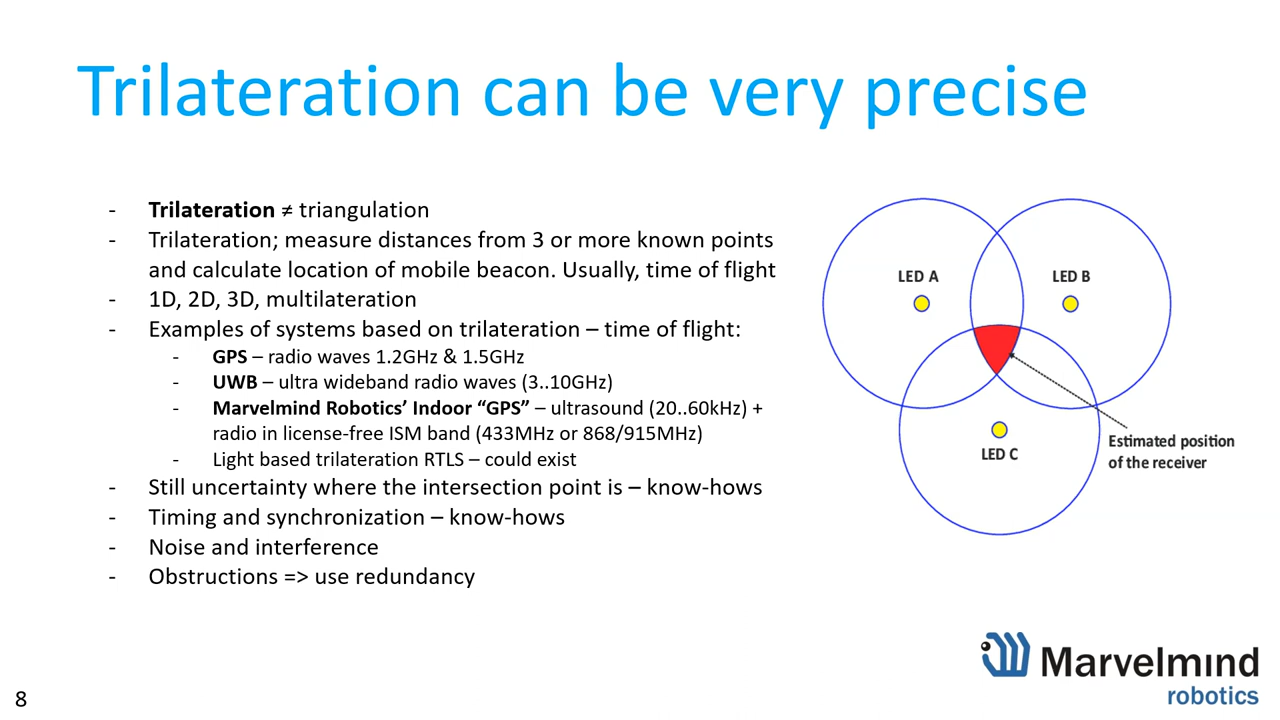 Trilateration can be very precise
- Trilateration ≠ triangulation
- Trilateration; measure distances from 3 or more known points
and calculate location of mobile beacon. Usually, time of flight
- 1D, 2D, 3D, multilateration
- Examples of systems based on trilateration – time of flight:
- GPS – radio waves 1.2GHz & 1.5GHz
- UWB – ultra wideband radio waves (3..10GHz)
- Marvelmind Robotics’ Indoor “GPS” – ultrasound (20..60kHz) +
radio in license-free ISM band (433MHz or 868/915MHz)
- Light based trilateration RTLS – could exist
- Still uncertainty where the intersection point is – know-hows
- Timing and synchronization – know-hows
- Noise and interference
- Obstructions => use redundancy
LED A
LED B
LED C
Estimated position
of the receiver
Marvelmind
robotics
8